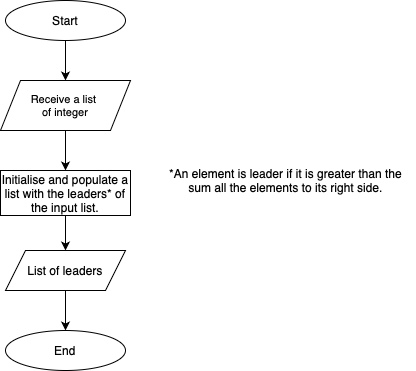 Start
Receive a list
of integer
Initialise and populate a
list with the leaders* of
the input list.
*An element is leader if it is greater than the
sum all the elements to its right side.
List of leaders
End